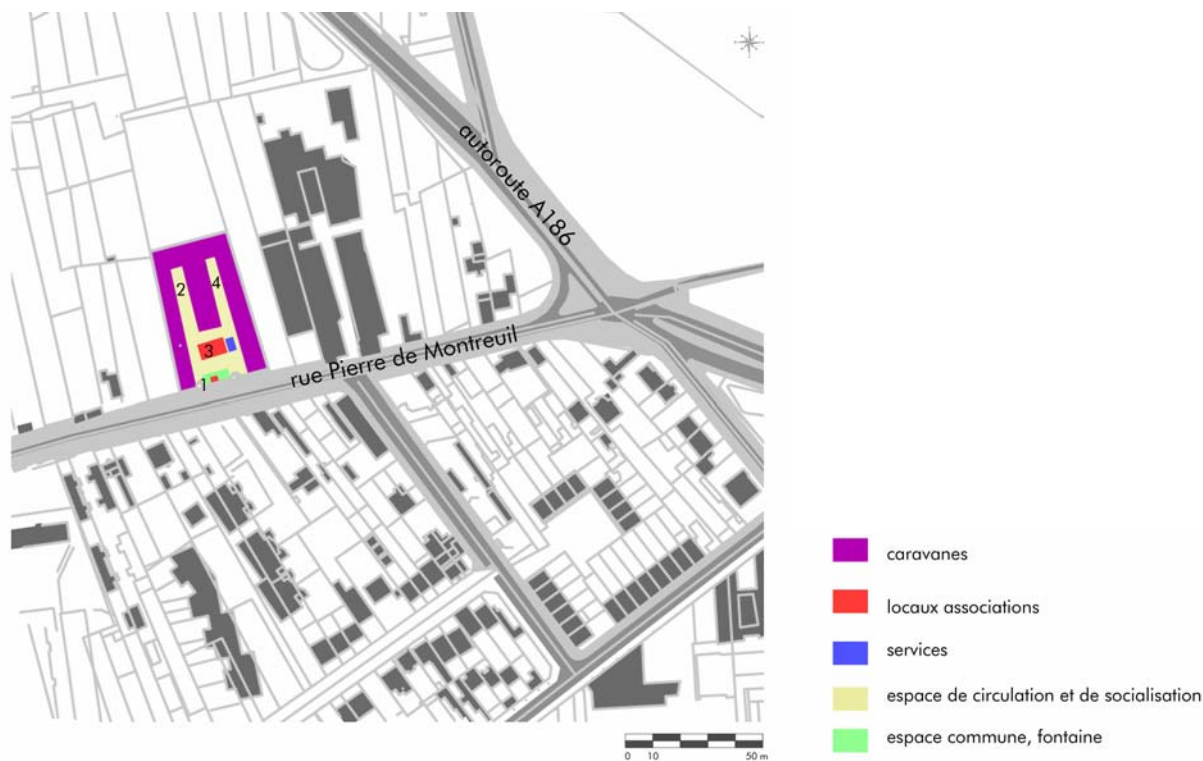 autoroute A186
2
4
3
1
rue Pierre de Montreuil
caravanes
locaux associations
services
espace de circulation et de socialisation
espace commune, fontaine
0 10 50 m